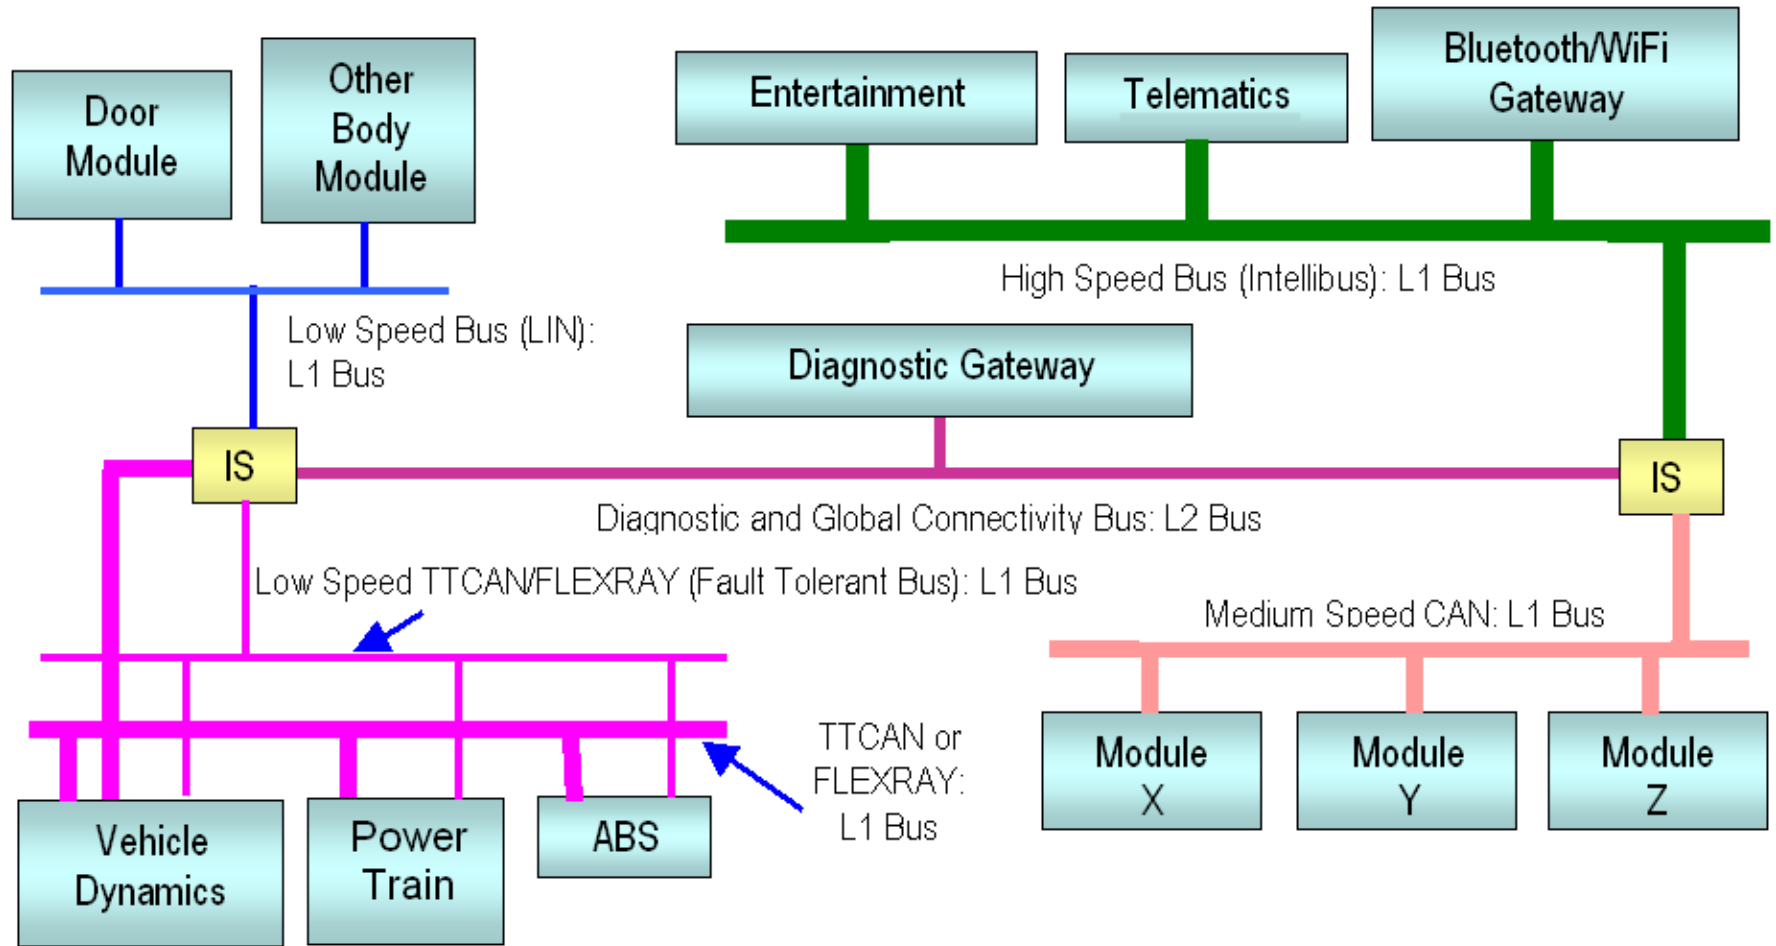 Door
Module
Other
Body
Module
Entertainment
Telematics
Bluetooth/WiFi
Gateway
High Speed Bus (Intellibus): L1 Bus
Low Speed Bus (LIN):
L1 Bus
Diagnostic Gateway
IS
IS
Diagnostic and Global Connectivity Bus: L2 Bus
Low Speed TTCAN/FLEXRAY (Fault Tolerant Bus): L1 Bus
Medium Speed CAN: L1 Bus
TTCAN or
FLEXRAY:
L1 Bus
Module
X
Module
Y
Module
Z
Vehicle
Dynamics
Power
Train
ABS